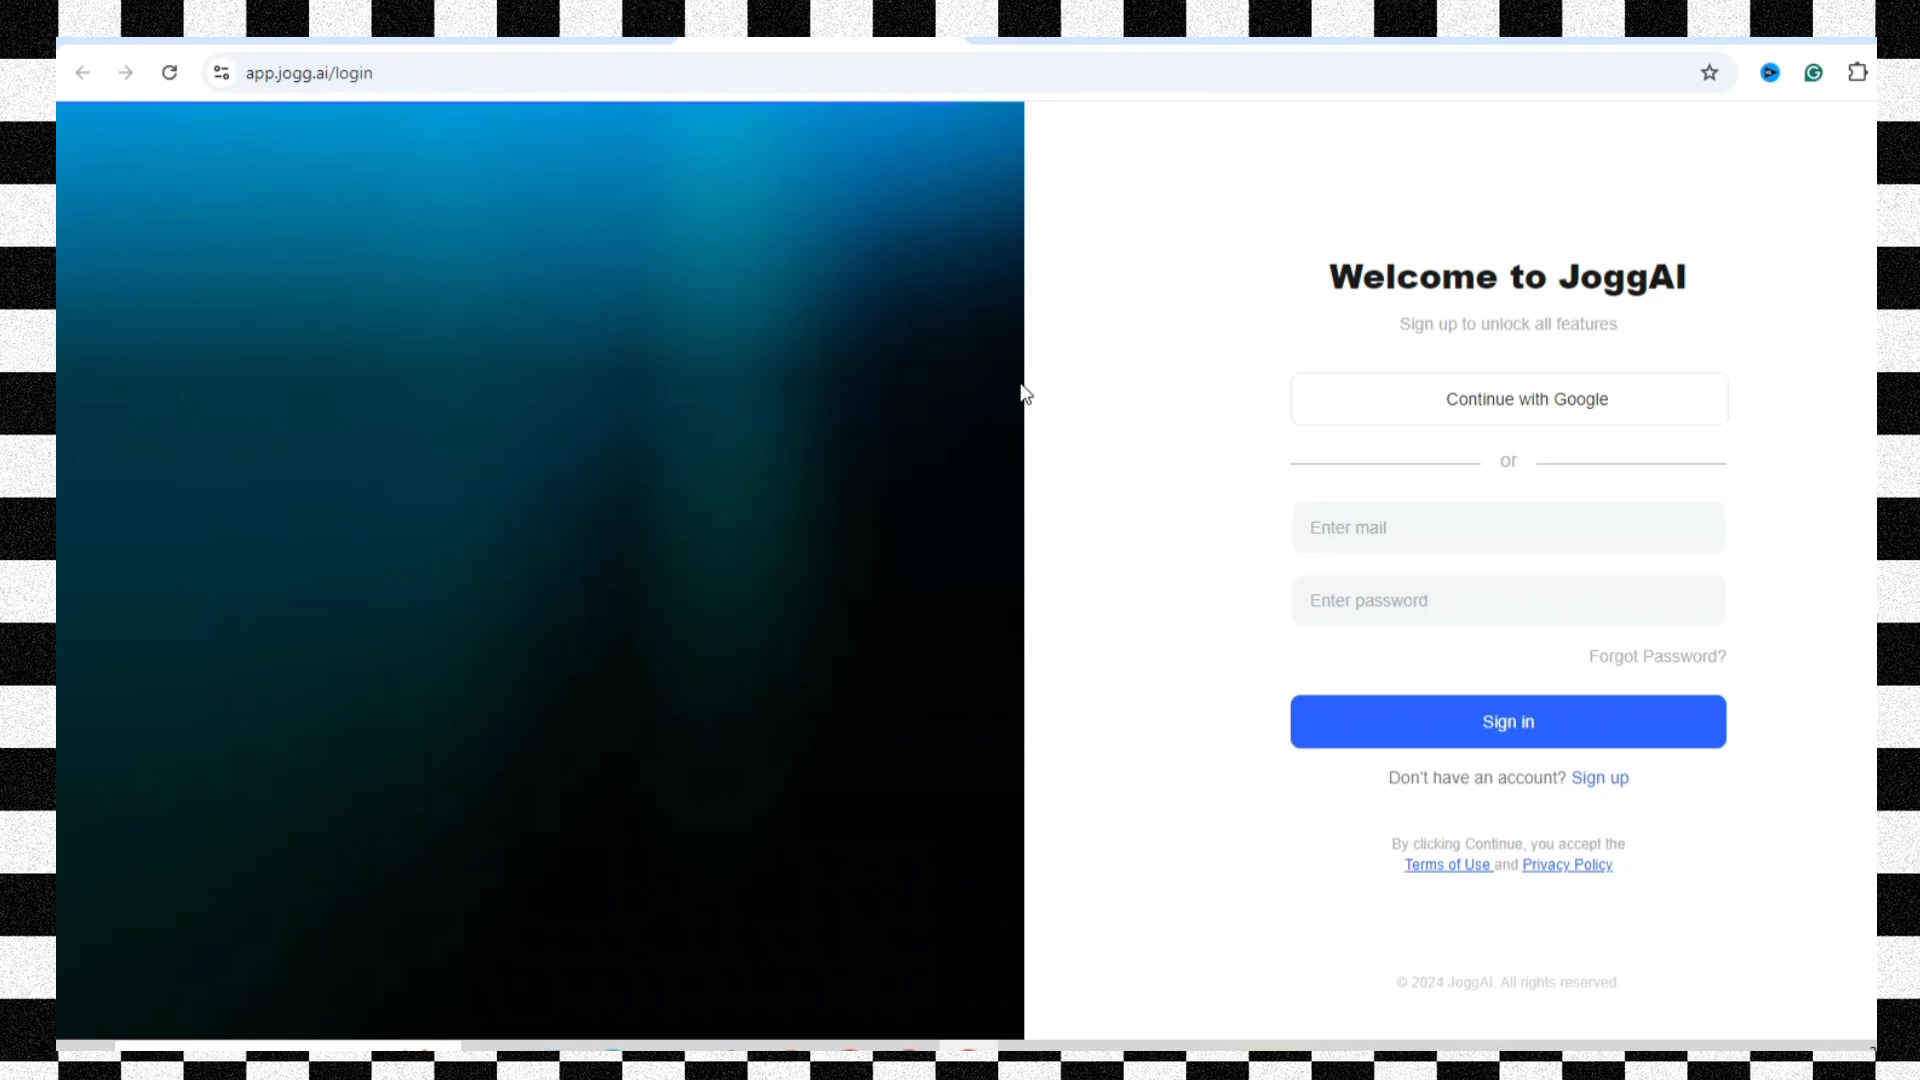 app.jogg.ai/login
Welcome to JoggAI
Sign up to unlock all features
Continue with Google
or
Enter mail
Enter password
Forgot Password?
Sign in
Don't have an account? Sign up
By clicking Continue, you accept the
Terms of Use and Privacy Policy
© 2024 JoggAI. All rights reserved.